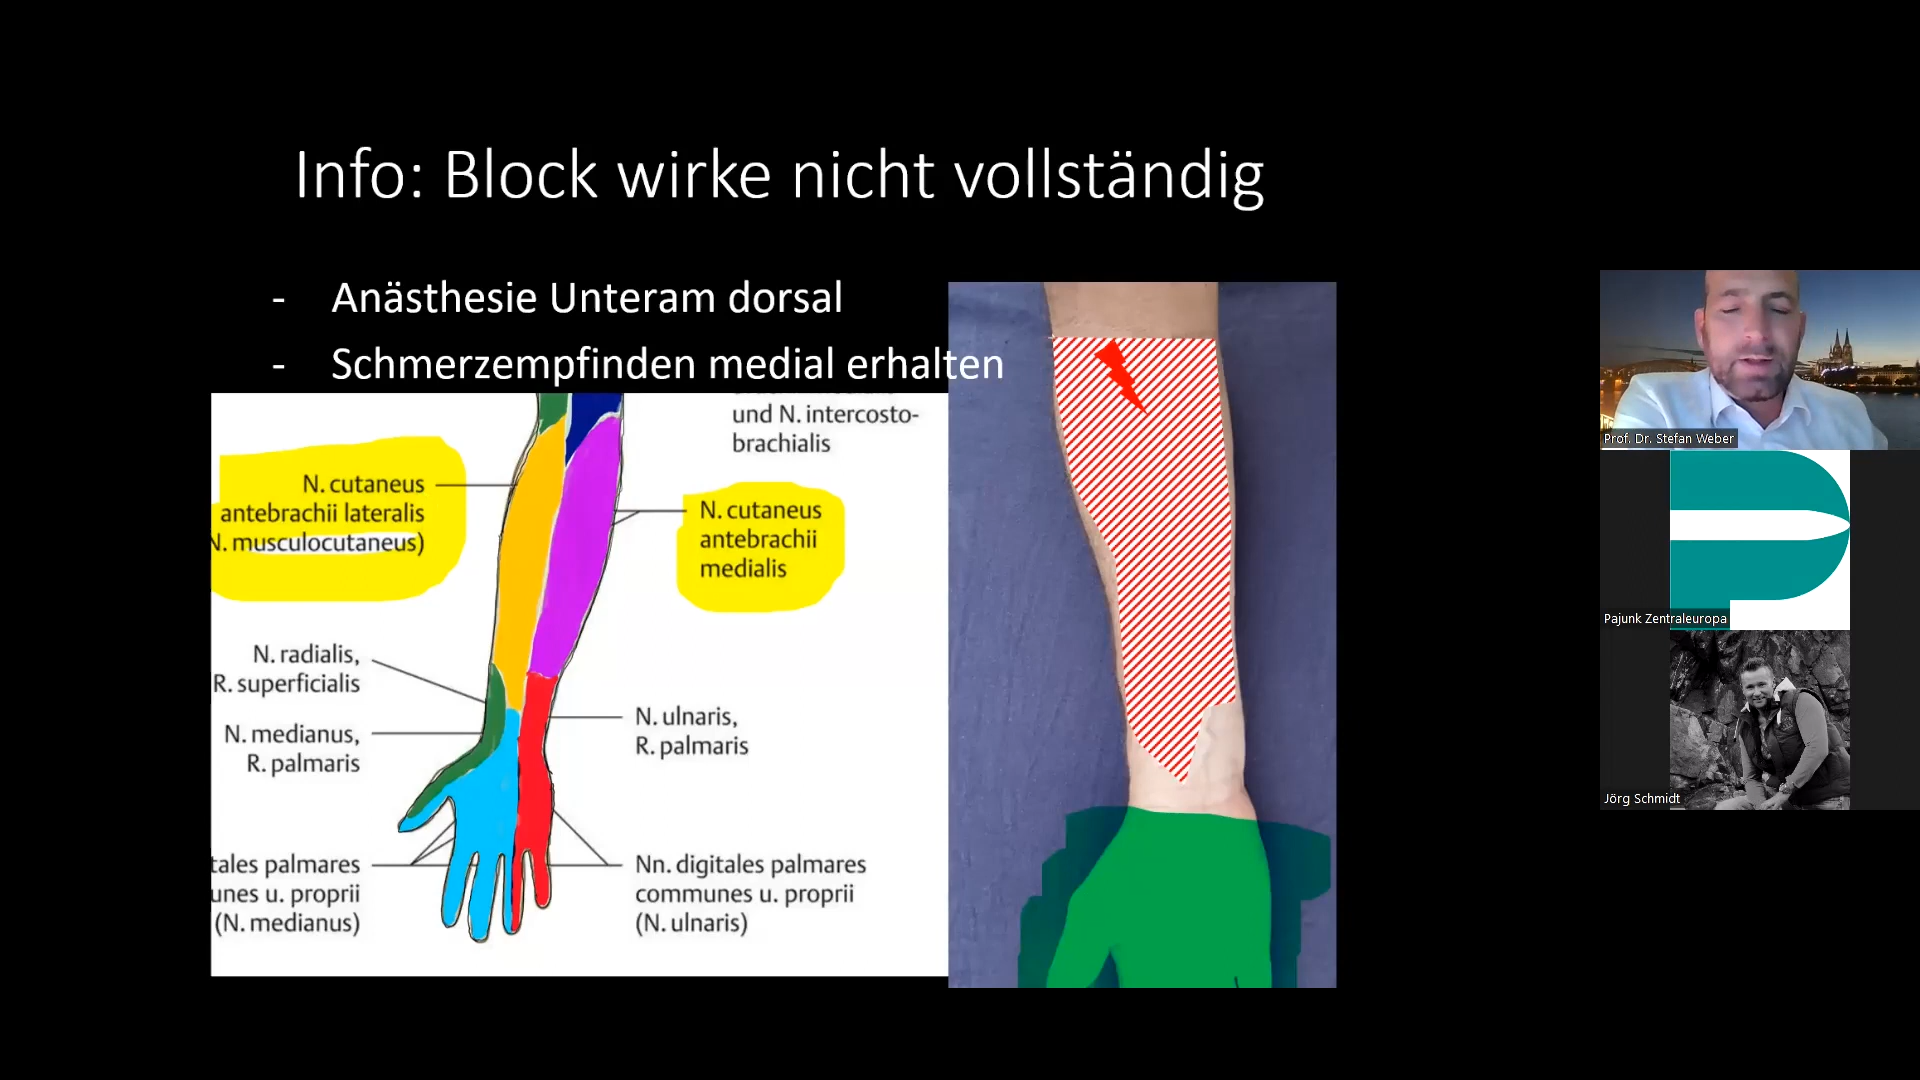 Info: Block wirke nicht vollständig
- Anästhesie Unteram dorsal
- Schmerzempfinden medial erhalten
und N. intercosto-
brachialis
N. cutaneus
antebrachii lateralis
N. musculocutaneus)
N. cutaneus
antebrachii
medialis
N. radialis,
R. superficialis
N. medianus,
R. palmaris
N. ulnaris,
R. palmaris
tales palmares
unes u. proprii
(N. medianus)
Nn. digitales palmares
communes u. proprii
(N. ulnaris)
Prof. Dr. Stefan Weber
Pajunk Zentraleuropa
Jörg Schmidt